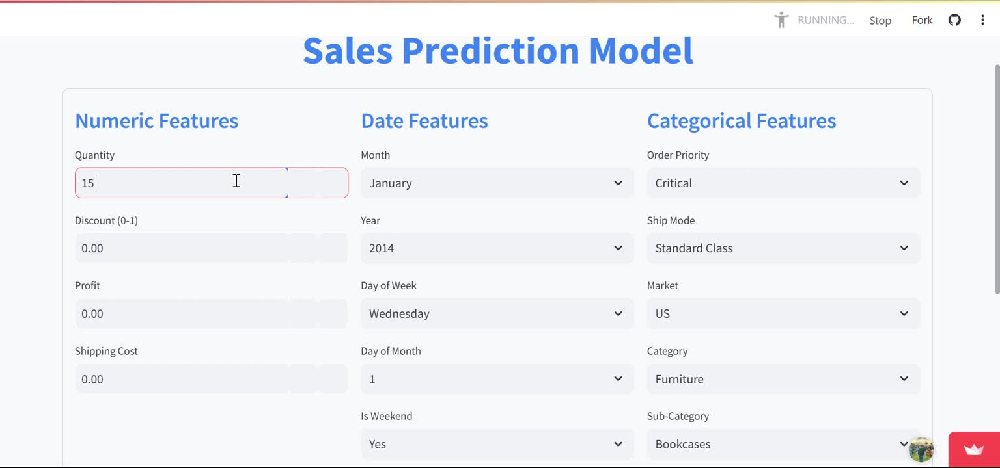 RUNNING...
Stop
Fork
Sales Prediction Model
Numeric Features
Date Features
Categorical Features
Quantity
Month
Order Priority
15
January
Critical
Discount (0-1)
Year
Ship Mode
0.00
2014
Standard Class
Profit
Day of Week
Market
0.00
Wednesday
US
Shipping Cost
Day of Month
Category
0.00
1
Furniture
Is Weekend
Sub-Category
Yes
Bookcases